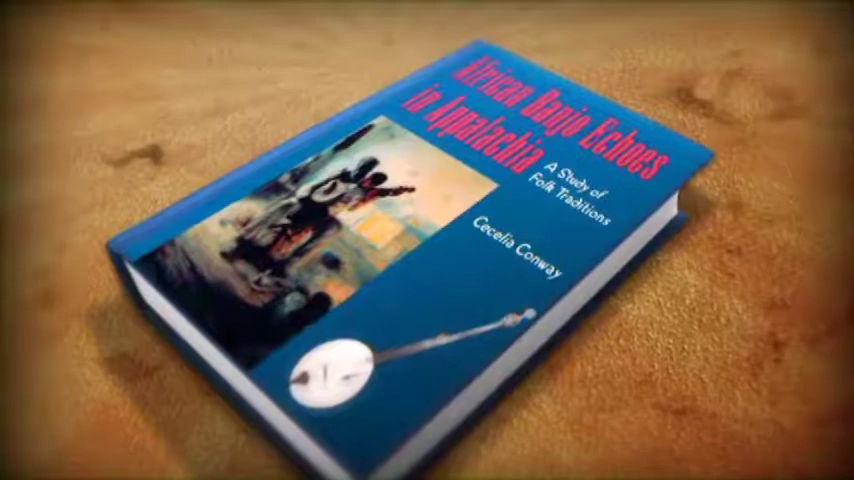 African Banjo Echoes
in Appalachia
A Study of
Folk Traditions
Cecelia Conway